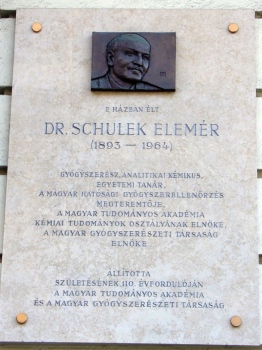 E HÁZBAN ÉLT
DR. SCHULEK ELEMÉR
(1893 — 1964)
GYÓGYSZERÉSZ, ANALITIKAI KÉMIKUS,
EGYETEMI TANÁR,
A MAGYAR HATÓSÁGI GYÓGYSZERELLENŐRZÉS
MEGTEREMTŐJE,
A MAGYAR TUDOMÁNYOS AKADÉMIA
KÉMIAI TUDOMÁNYOK OSZTÁLYÁNAK ELNÖKE
A MAGYAR GYÓGYSZERÉSZETI TÁRSASÁG
ELNÖKE
ÁLLÍTOTTA
SZÜLETÉSÉNEK 110. ÉVFORDULÓJÁN
A MAGYAR TUDOMÁNYOS AKADÉMIA
ÉS A MAGYAR GYÓGYSZERÉSZETI TÁRSASÁG